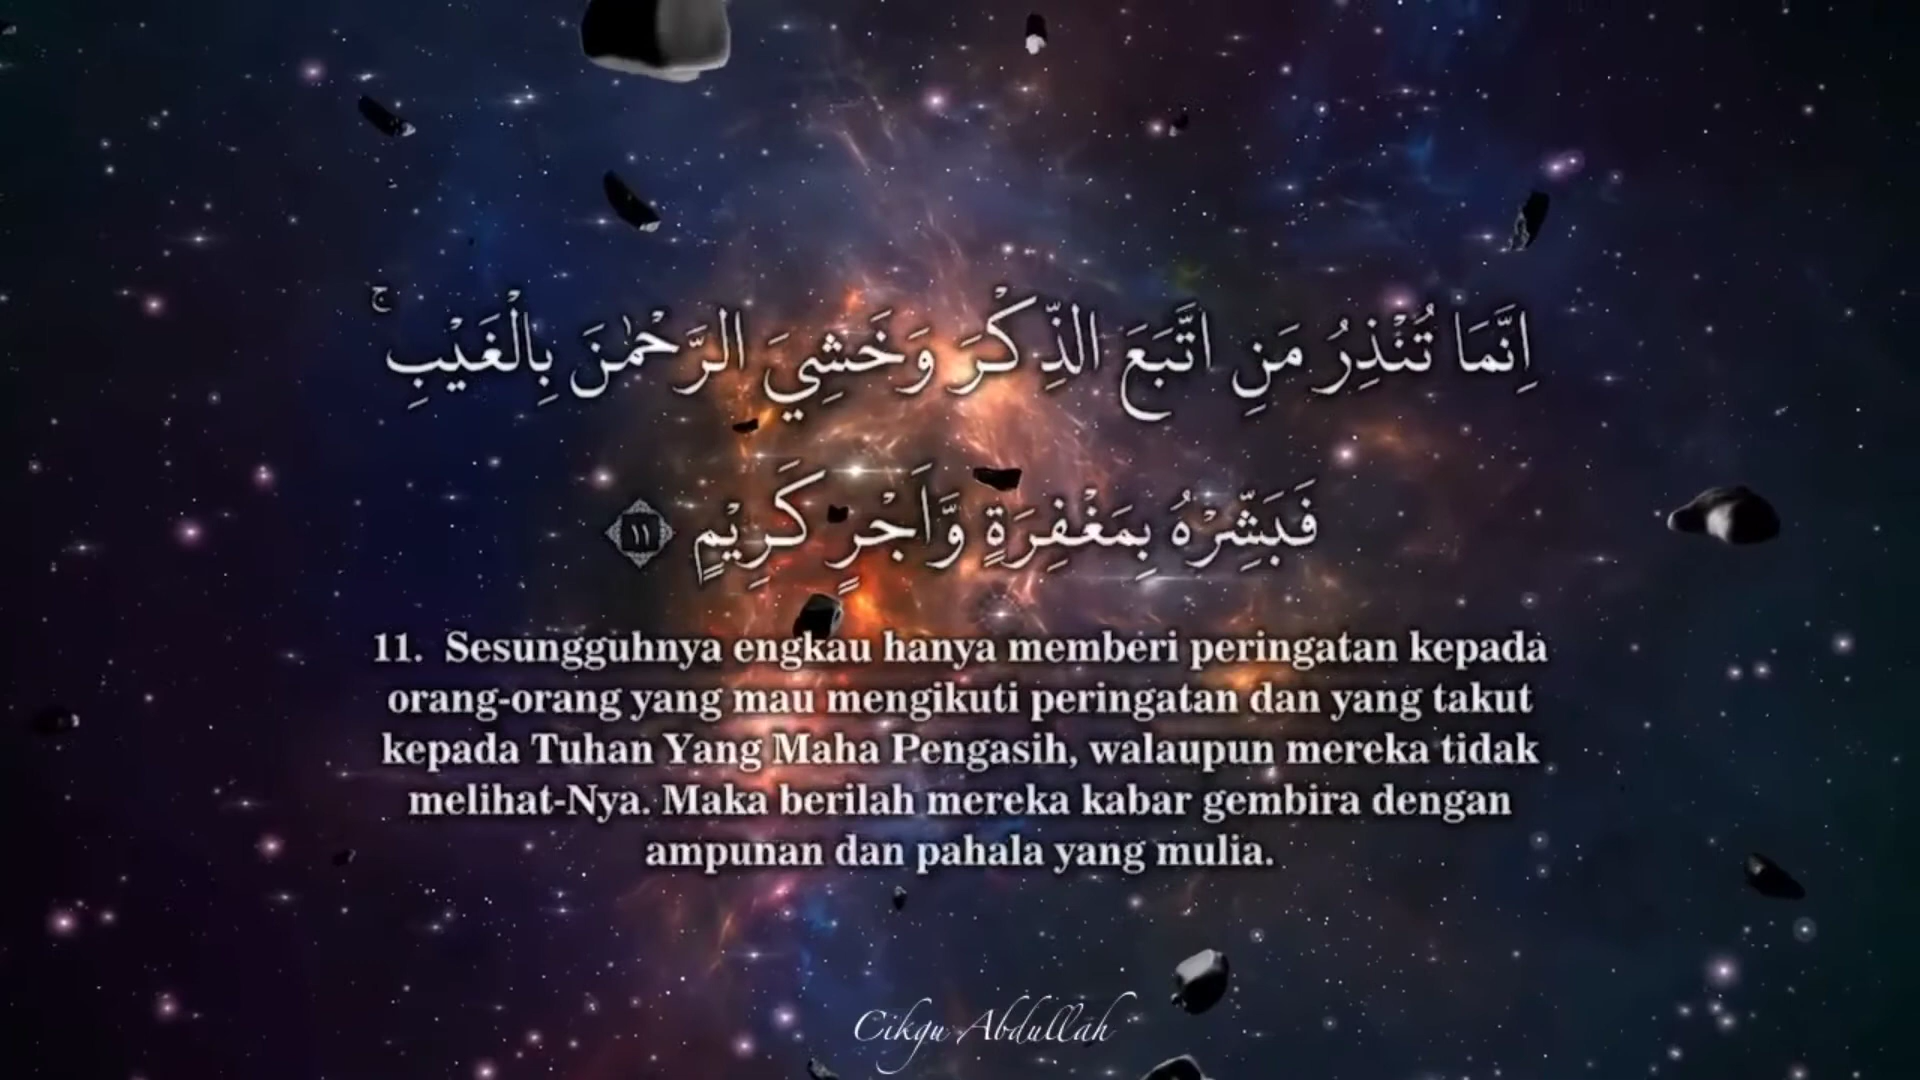 اِنَّمَا تُنْذِرُ مَنِ اتَّبَعَ الذِّكْرَ وَخَشِيَ الرَّحْمٰنَ بِالْغَيْبِۚ
فَبَشِّرْهُ بِمَغْفِرَةٍ وَّاَجْرٍ كَرِيْمٍ ١١
11. Sesungguhnya engkau hanya memberi peringatan kepada
orang-orang yang mau mengikuti peringatan dan yang takut
kepada Tuhan Yang Maha Pengasih, walaupun mereka tidak
melihat-Nya. Maka berilah mereka kabar gembira dengan
ampunan dan pahala yang mulia.
Cikgu Abdullah